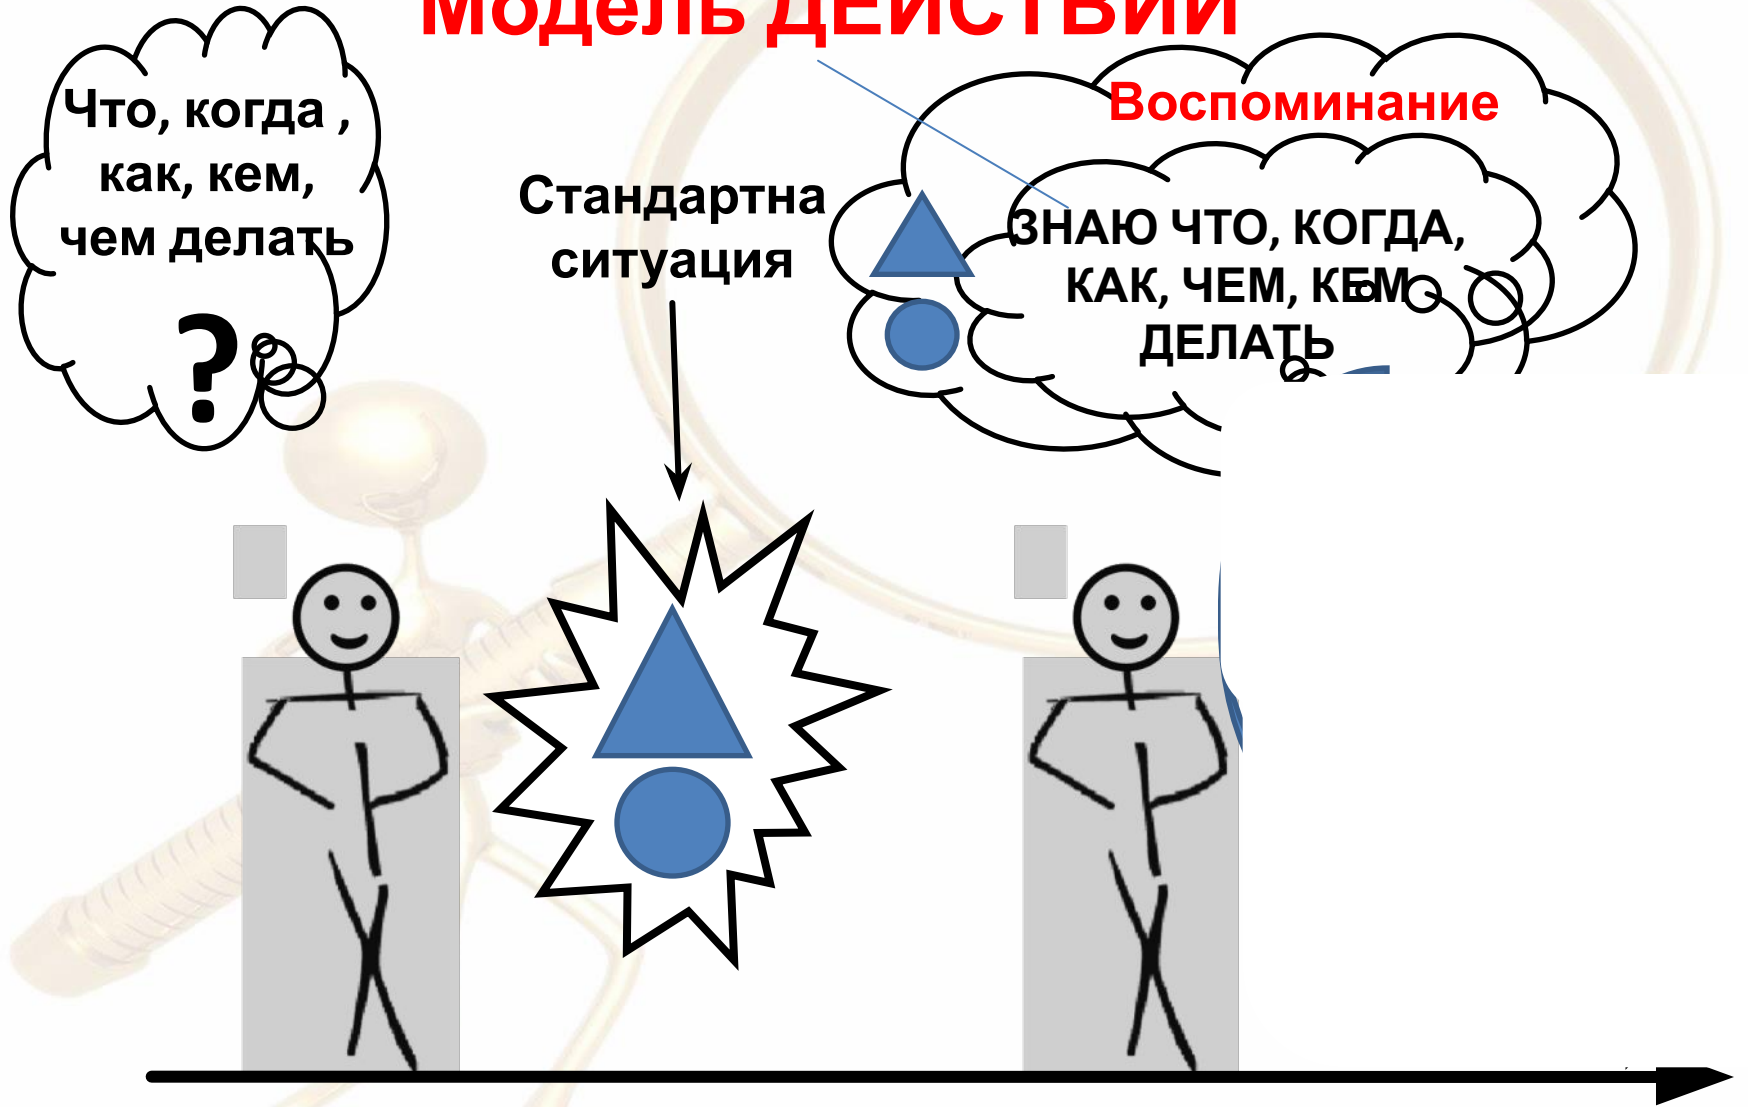 Модель ДЕЙСТВИЙ
Что, когда ,
как, кем,
чем делать
?
Стандартна
ситуация
Воспоминание
ЗНАЮ ЧТО, КОГДА,
КАК, ЧЕМ, КЕМ
ДЕЛАТЬ